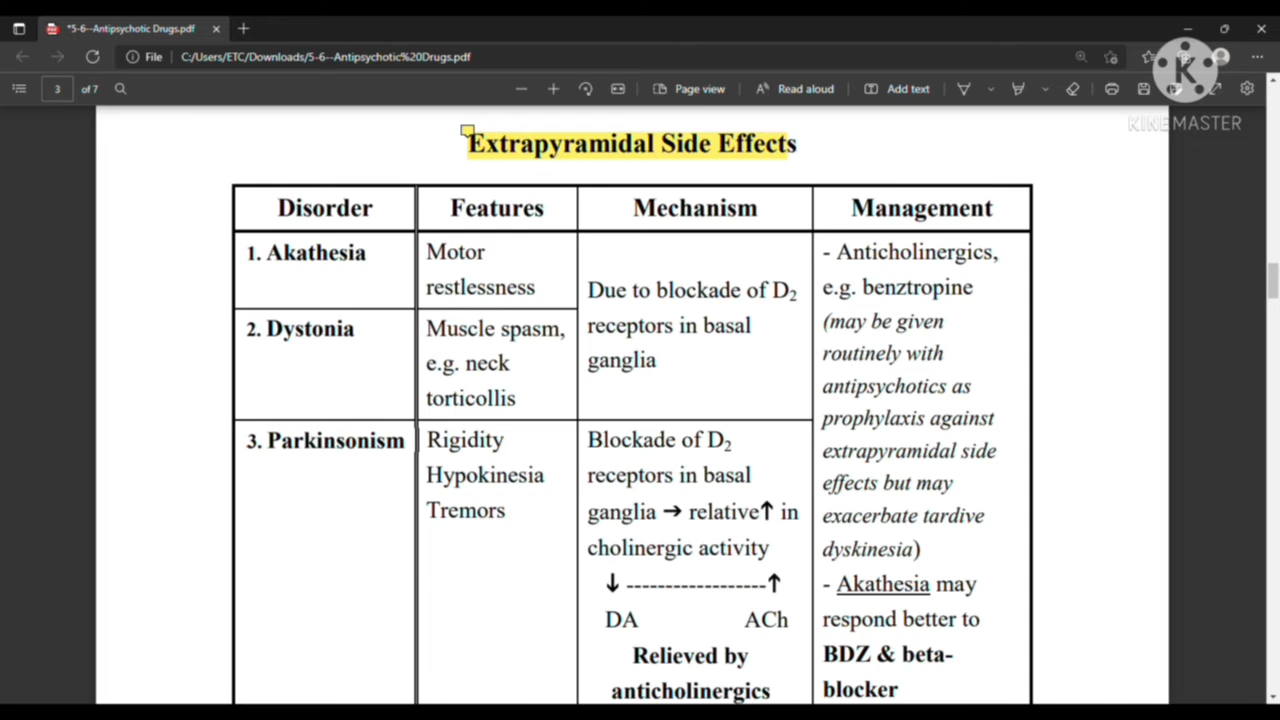 *5-6--Antipsychotic Drugs.pdf
File C:/Users/ETC/Downloads/5-6--Antipsychotic%20Drugs.pdf
3 of 7 Page view Read aloud Add text
K
KINEMASTER
Extrapyramidal Side Effects
Disorder Features Mechanism Management
1. Akathesia
Motor
restlessness
2. Dystonia
Muscle spasm,
e.g. neck
torticollis
Due to blockade of D₂
receptors in basal
ganglia
3. Parkinsonism
Rigidity
Hypokinesia
Tremors
Blockade of D₂
receptors in basal
ganglia ➔ relative↑ in
cholinergic activity
↓ ------------------↑
DA ACh
Relieved by
anticholinergics
- Anticholinergics,
e.g. benztropine
(may be given
routinely with
antipsychotics as
prophylaxis against
extrapyramidal side
effects but may
exacerbate tardive
dyskinesia)
- Akathesia may
respond better to
BDZ & beta-
blocker